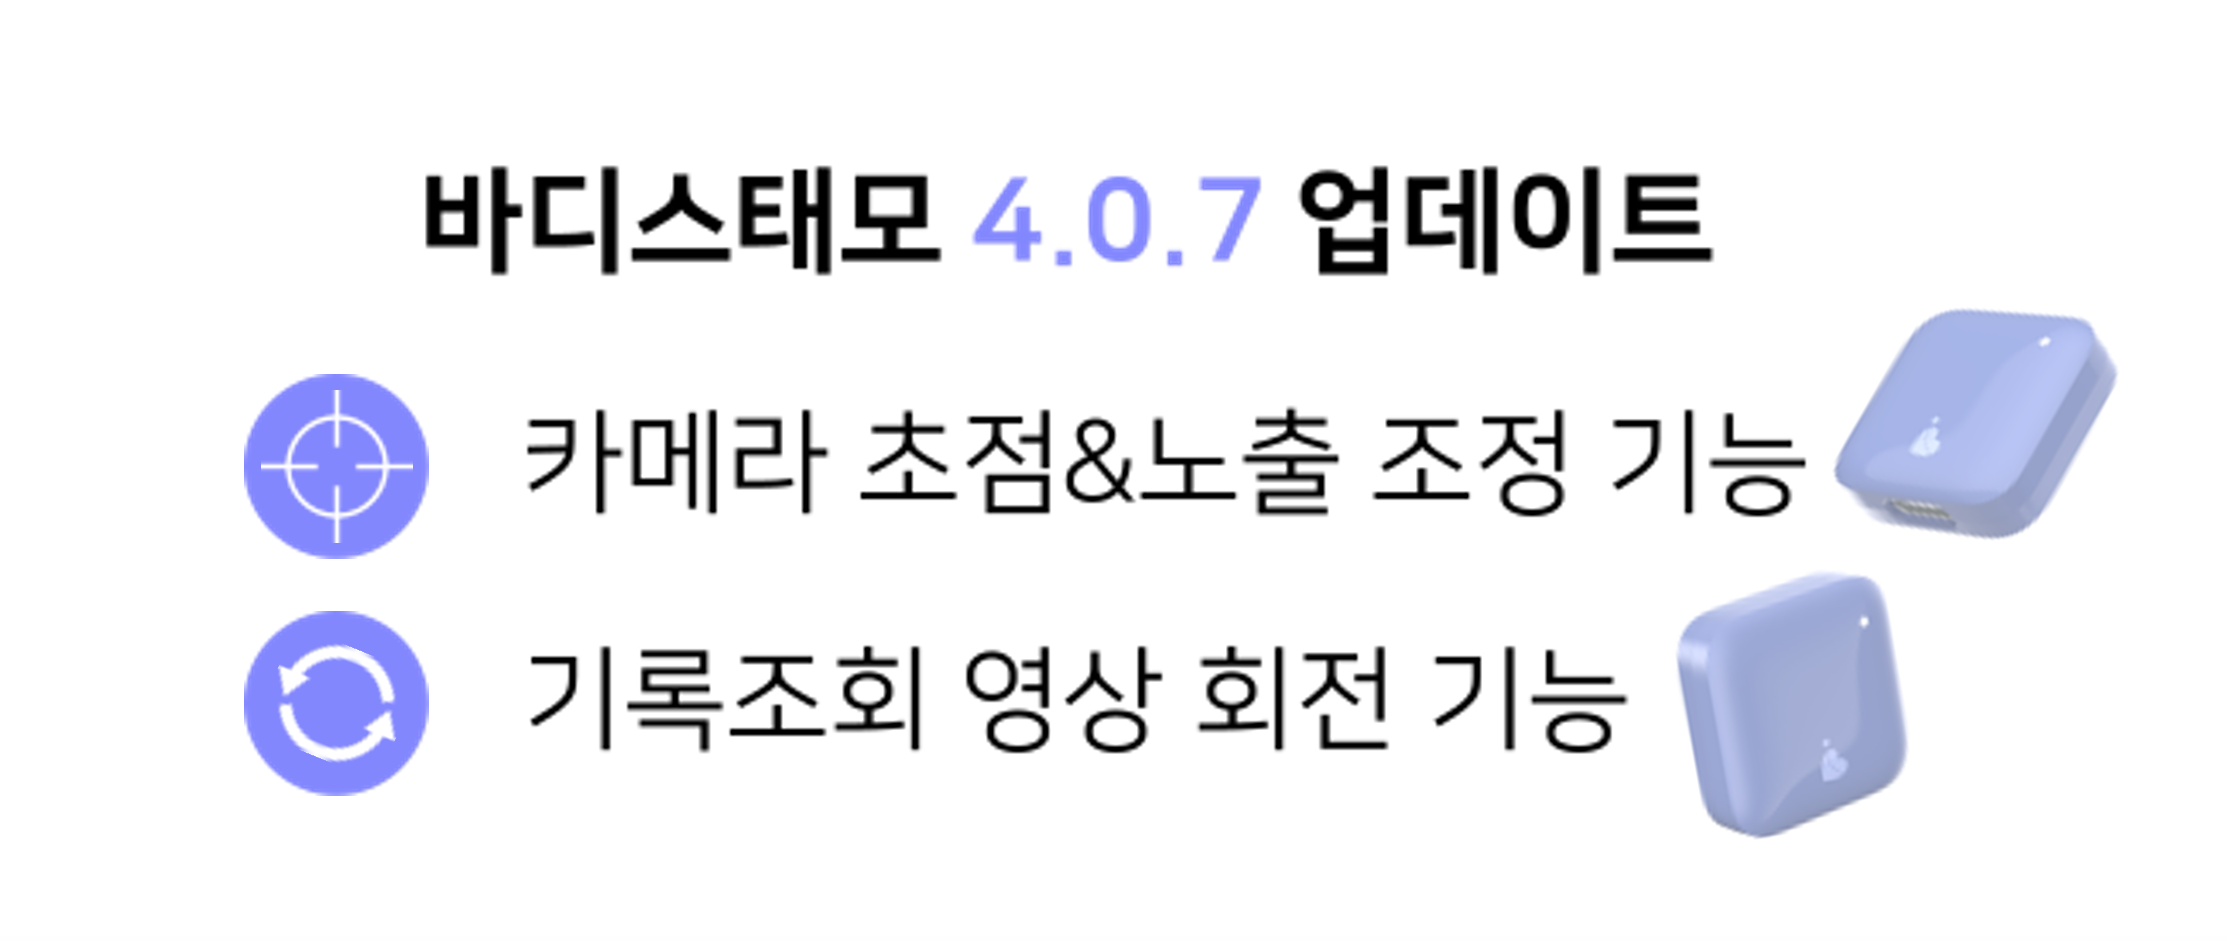 바디스태모 4.0.7 업데이트
카메라 초점&노출 조정 기능
기록조회 영상 회전 기능